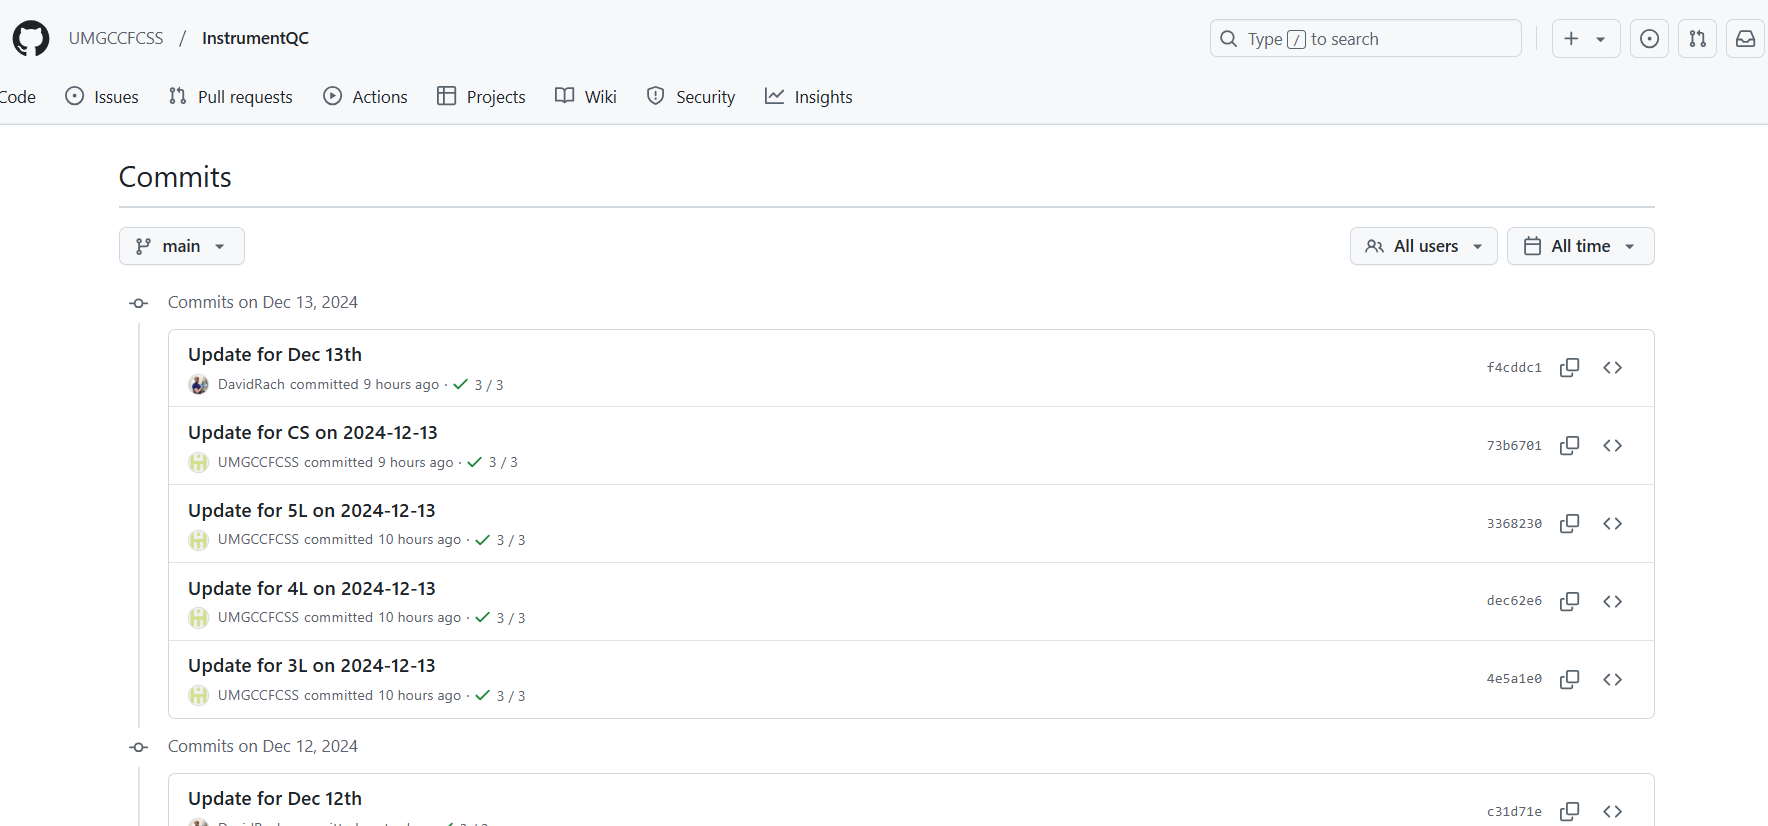 UMGCCFCSS / InstrumentQC
Type / to search
Code Issues Pull requests Actions Projects Wiki Security Insights
Commits
main
All users All time
Commits on Dec 13, 2024
Update for Dec 13th
DavidRach committed 9 hours ago · 3 / 3
f4cddc1
Update for CS on 2024-12-13
UMGCCFCSS committed 9 hours ago · 3 / 3
73b6701
Update for 5L on 2024-12-13
UMGCCFCSS committed 10 hours ago · 3 / 3
3368230
Update for 4L on 2024-12-13
UMGCCFCSS committed 10 hours ago · 3 / 3
dec62e6
Update for 3L on 2024-12-13
UMGCCFCSS committed 10 hours ago · 3 / 3
4e5a1e0
Commits on Dec 12, 2024
Update for Dec 12th
c31d71e